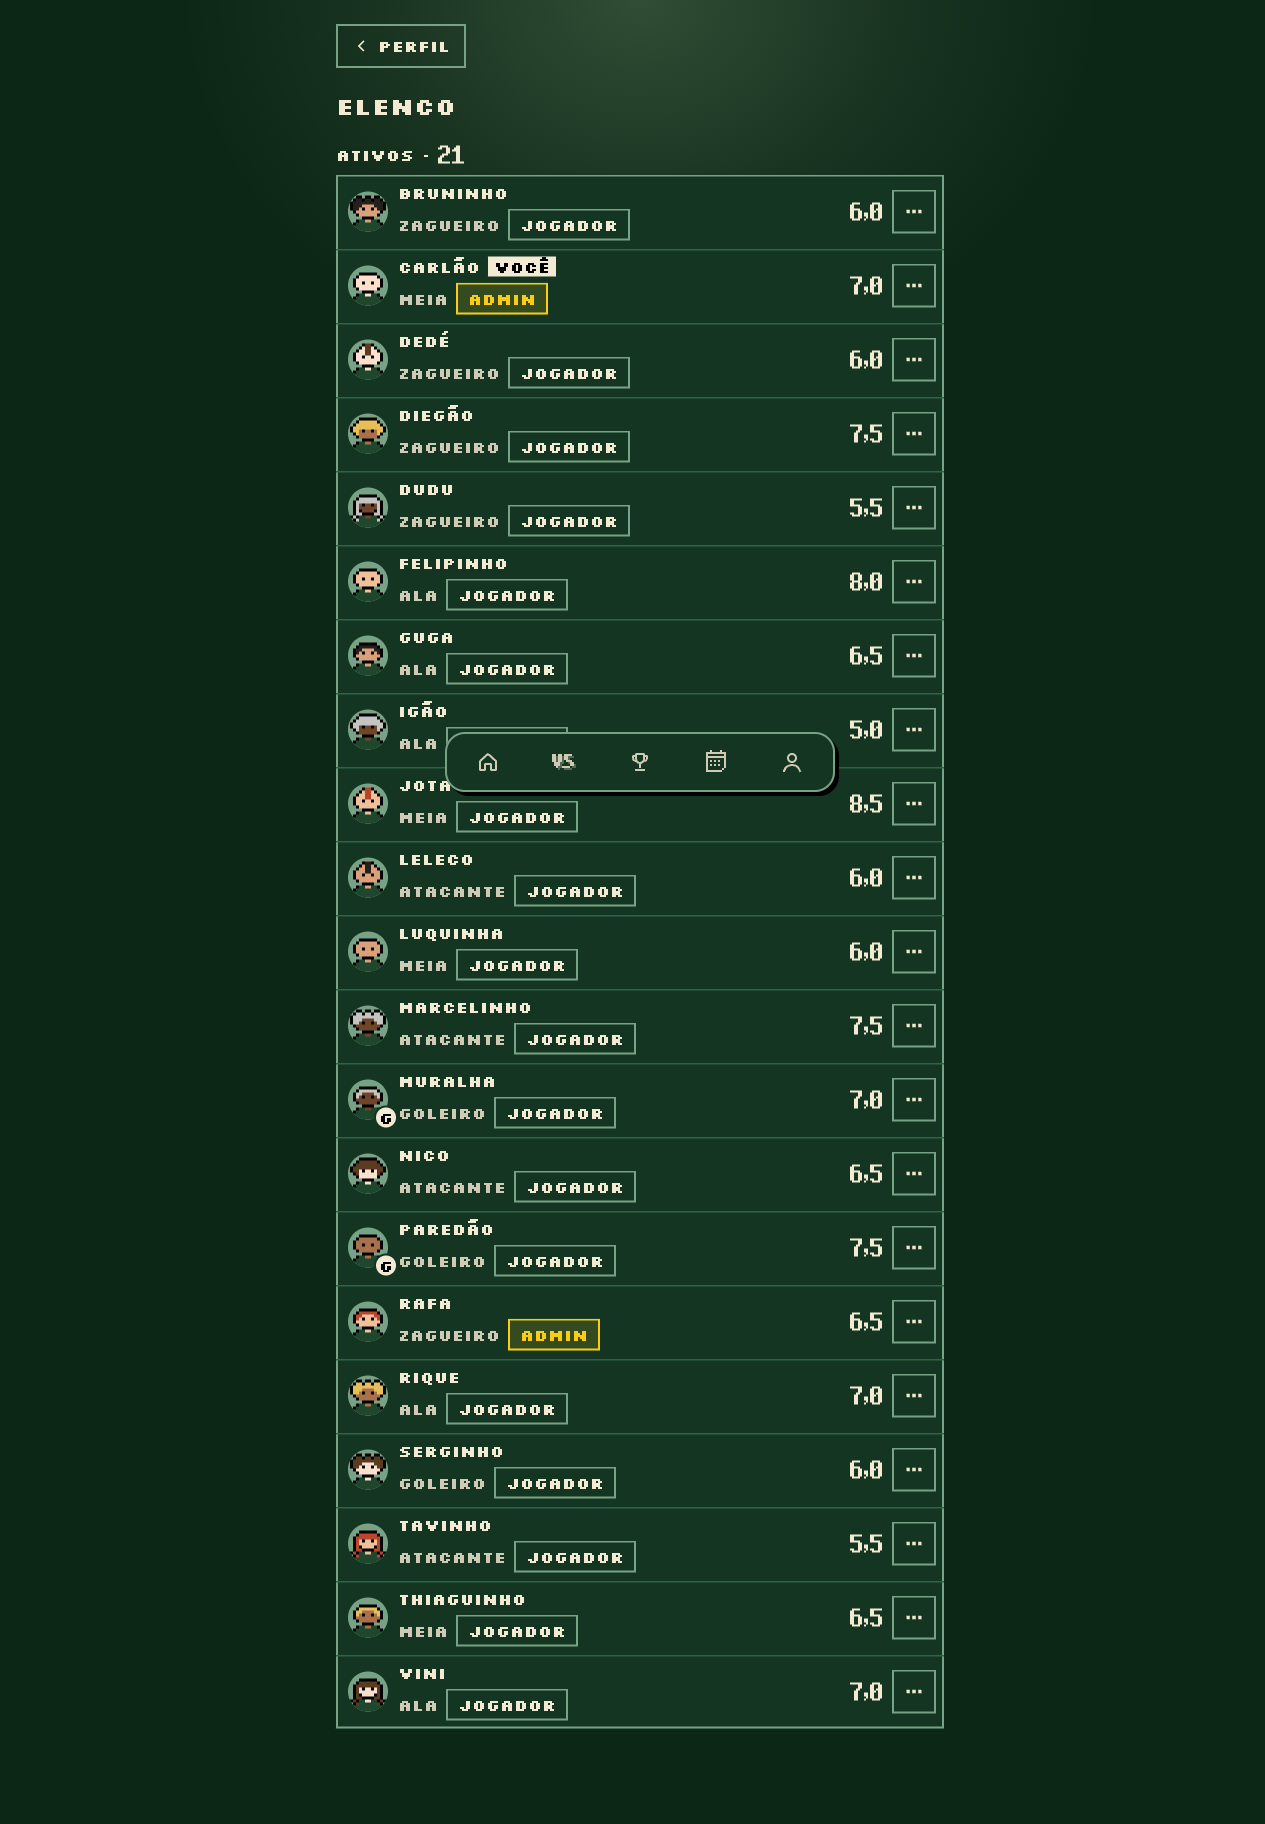 PERFIL
ELENCO
ATIVOS · 21
BRUNINHO
ZAGUEIRO JOGADOR
6,0 ···
CARLÃO VOCÊ
MEIA ADMIN
7,0 ···
DEDÉ
ZAGUEIRO JOGADOR
6,0 ···
DIEGÃO
ZAGUEIRO JOGADOR
7,5 ···
DUDU
ZAGUEIRO JOGADOR
5,5 ···
FELIPINHO
ALA JOGADOR
8,0 ···
GUGA
ALA JOGADOR
6,5 ···
IGÃO
ALA
5,0 ···
VS
JOTA
MEIA JOGADOR
8,5 ···
LELECO
ATACANTE JOGADOR
6,0 ···
LUQUINHA
MEIA JOGADOR
6,0 ···
MARCELINHO
ATACANTE JOGADOR
7,5 ···
MURALHA
G GOLEIRO JOGADOR
7,0 ···
NICO
ATACANTE JOGADOR
6,5 ···
PAREDÃO
G GOLEIRO JOGADOR
7,5 ···
RAFA
ZAGUEIRO ADMIN
6,5 ···
RIQUE
ALA JOGADOR
7,0 ···
SERGINHO
GOLEIRO JOGADOR
6,0 ···
TAVINHO
ATACANTE JOGADOR
5,5 ···
THIAGUINHO
MEIA JOGADOR
6,5 ···
VINI
ALA JOGADOR
7,0 ···